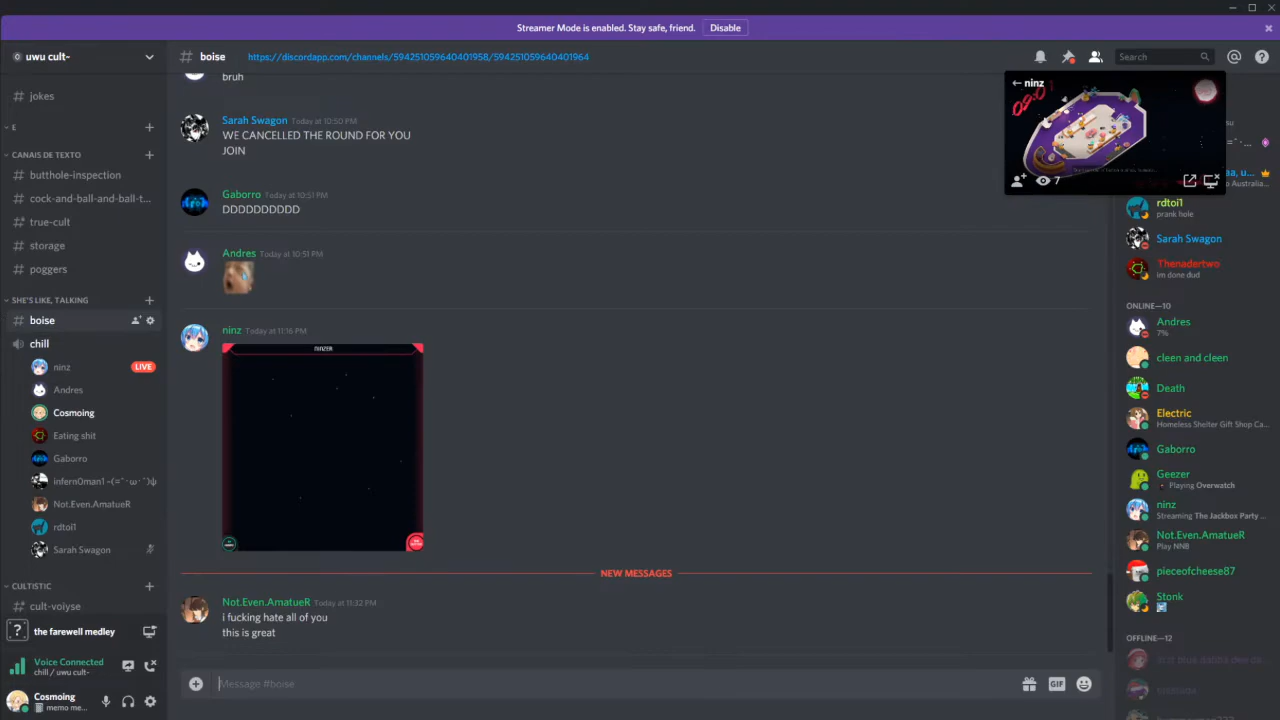 Streamer Mode is enabled. Stay safe, friend. Disable
uwu cult-
# boise https://discordapp.com/channels/594251059640401958/594251059640401964
Search
# jokes
E
CANAIS DE TEXTO
# butthole-inspection
# cock-and-ball-and-ball-t...
# true-cult
# storage
# poggers
SHE'S LIKE, TALKING
# boise
chill
ninz LIVE
Andres
Cosmoing
Eating shit
Gaborro
infern0man1~(=^･ω･^)ψ
Not.Even.AmatueR
rdtoi1
Sarah Swagon
CULTISTIC
# cult-voiyse
the farewell medley
Voice Connected
chill / uwu cult-
Cosmoing
memo me...
bruh
Sarah Swagon Today at 10:50 PM
WE CANCELLED THE ROUND FOR YOU
JOIN
Gaborro Today at 10:51 PM
DDDDDDDDDD
Andres Today at 10:51 PM
ninz Today at 11:16 PM
NINZER
NEW MESSAGES
Not.Even.AmatueR Today at 11:32 PM
i fucking hate all of you
this is great
Message #boise
GIF
← ninz
09:01
7
aa, u...
p Australia...
rdtoi1
prank hole
Sarah Swagon
Thenadertwo
im done dud
ONLINE—10
Andres
7%
cleen and cleen
Death
Electric
Homeless Shelter Gift Shop Ca...
Gaborro
Geezer
Playing Overwatch
ninz
Streaming The Jackbox Party ...
Not.Even.AmatueR
Play NNB
pieceofcheese87
Stonk
OFFLINE—12